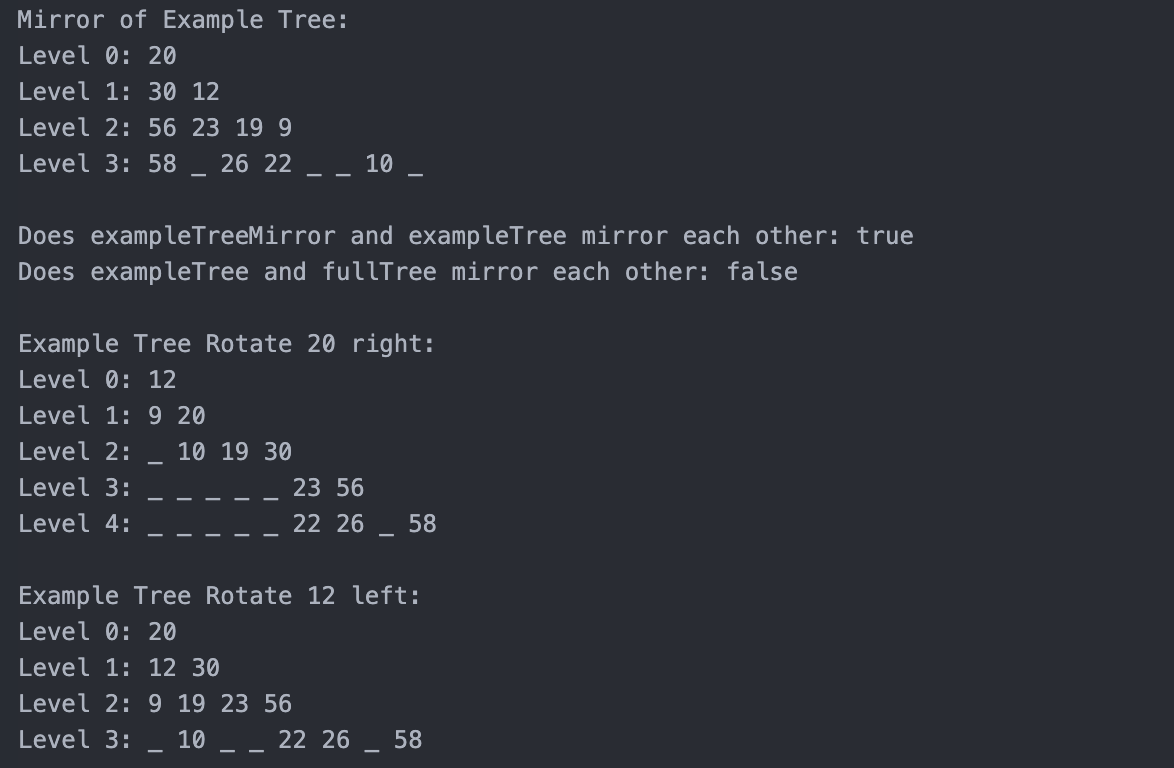 Mirror of Example Tree:
Level 0: 20
Level 1: 30 12
Level 2: 56 23 19 9
Level 3: 58 _ 26 22 _ _ 10 _
Does exampleTreeMirror and exampleTree mirror each other: true
Does exampleTree and fullTree mirror each other: false
Example Tree Rotate 20 right:
Level 0: 12
Level 1: 9 20
Level 2: _ 10 19 30
Level 3: _ _ _ _ _ 23 56
Level 4: _ _ _ _ _ 22 26 _ 58
Example Tree Rotate 12 left:
Level 0: 20
Level 1: 12 30
Level 2: 9 19 23 56
Level 3: _ 10 _ _ 22 26 _ 58